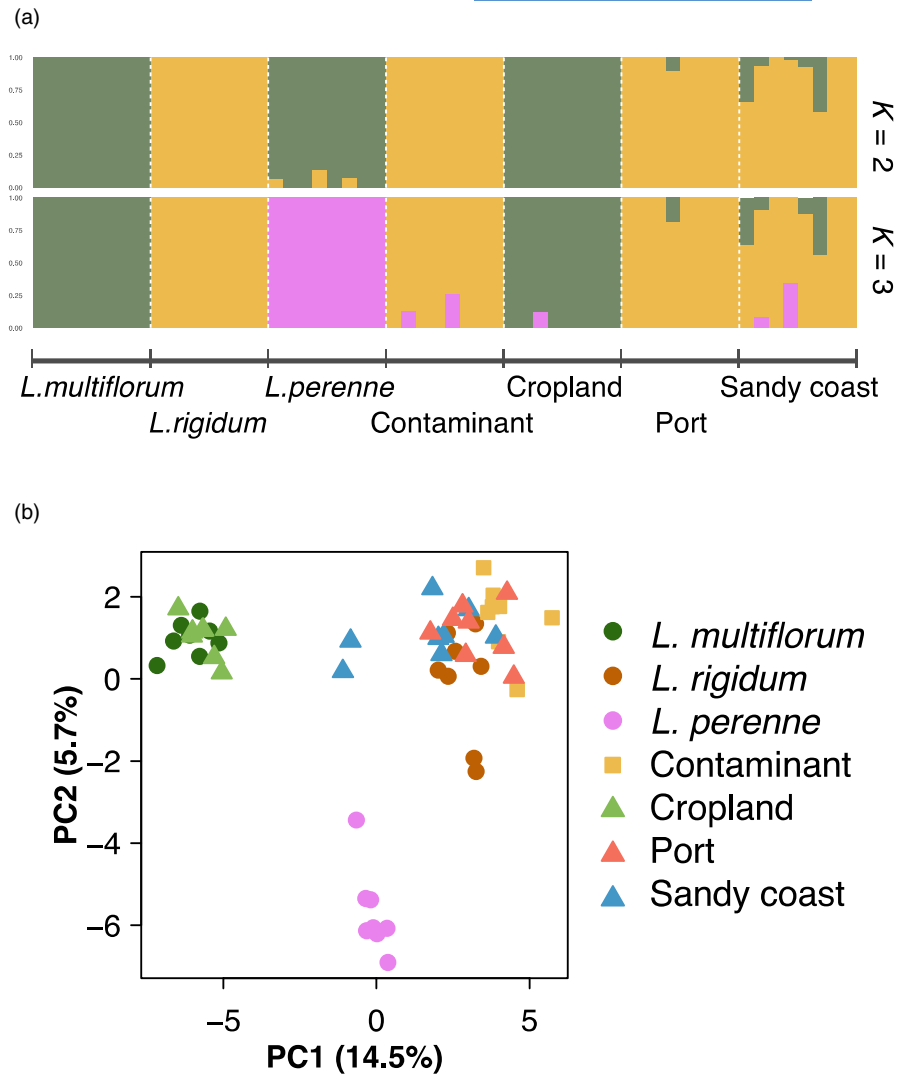 (a)
1.00
0.75
0.50
0.25
0.00
K = 2
1.00
0.75
0.50
0.25
0.00
K = 3
L.multiflorum
L.perenne
Cropland
Sandy coast
L.rigidum
Contaminant
Port
(b)
2
0
−2
−4
−6
PC2 (5.7%)
−5
0
5
PC1 (14.5%)
L. multiflorum
L. rigidum
L. perenne
Contaminant
Cropland
Port
Sandy coast